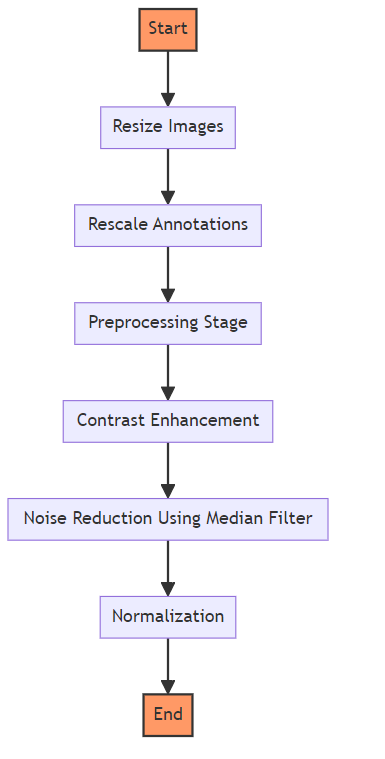 Start
Resize Images
Rescale Annotations
Preprocessing Stage
Contrast Enhancement
Noise Reduction Using Median Filter
Normalization
End